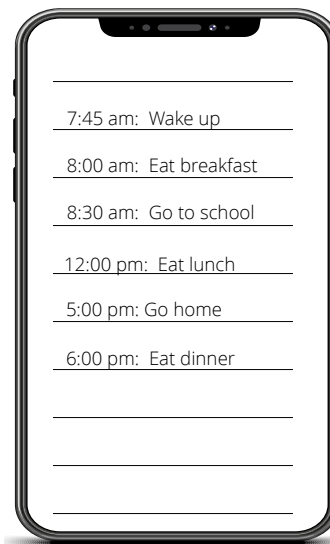 7:45 am: Wake up
8:00 am: Eat breakfast
8:30 am: Go to school
12:00 pm: Eat lunch
5:00 pm: Go home
6:00 pm: Eat dinner